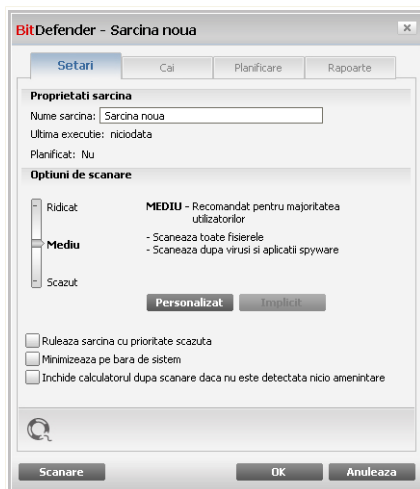 BitDefender - Sarcina noua
Setari
Cai
Planificare
Rapoarte
Proprietati sarcina
Nume sarcina: Sarcina noua
Ultima executie: niciodata
Planificat: Nu
Optiuni de scanare
Ridicat
Mediu
Scazut
MEDIU - Recomandat pentru majoritatea
utilizatorilor
- Scaneaza toate fisierele
- Scaneaza dupa virusi si aplicatii spyware
Personalizat
Implicit
Ruleaza sarcina cu prioritate scazuta
Minimizeaza pe bara de sistem
Inchide calculatorul dupa scanare daca nu este detectata nicio amenintare
Scanare
OK
Anuleaza